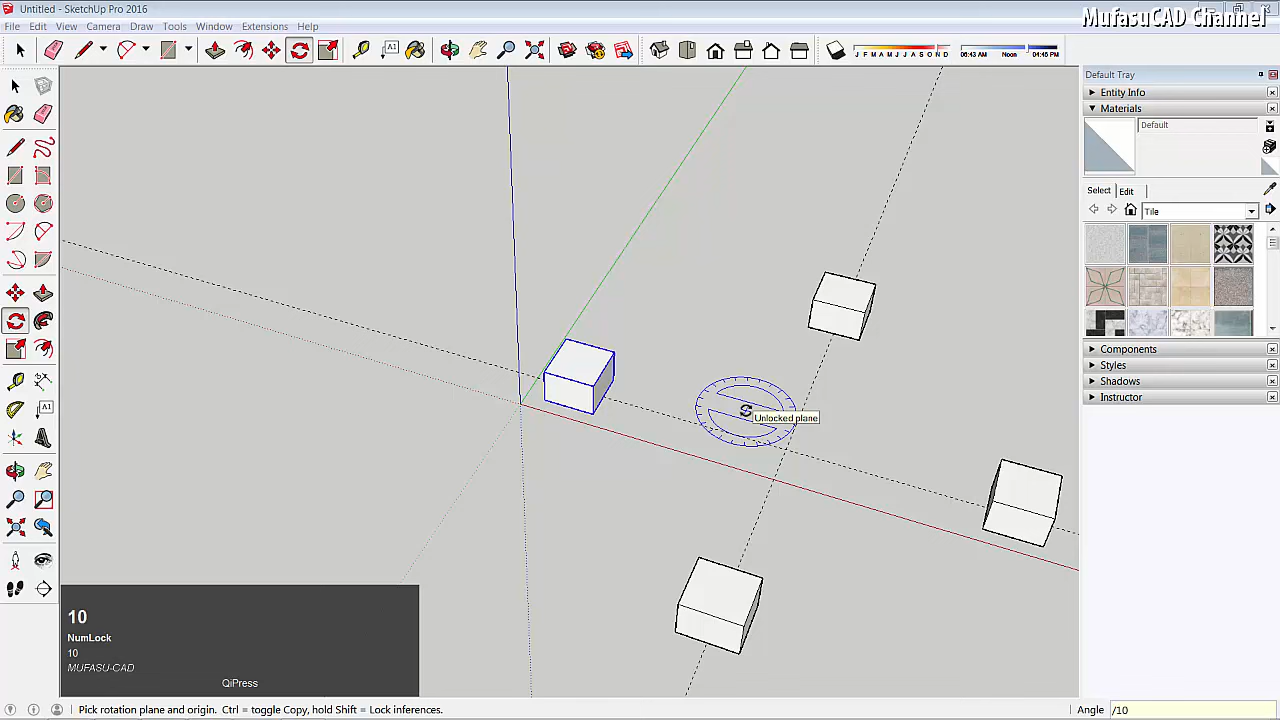 Untitled - SketchUp Pro 2016
MufasuCAD Channel
File Edit View Camera Draw Tools Window Extensions Help
A1
J F M A M J J A S O N D
06:43 AM Noon 04:45 PM
Default Tray
Entity Info
Materials
Default
Select Edit
Tile
Components
Styles
Shadows
Instructor
A1
Unlocked plane
10
NumLock
10
MUFASU-CAD
QiPress
Pick rotation plane and origin. Ctrl = toggle Copy, hold Shift = Lock inferences.
Angle /10